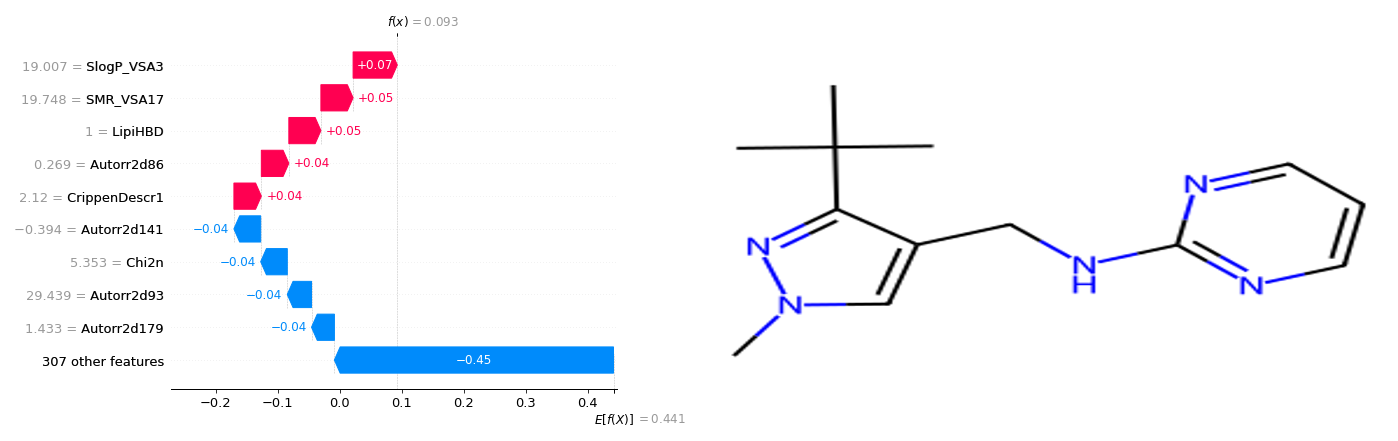 f(x) = 0.093
19.007 = SlogP_VSA3 +0.07
19.748 = SMR_VSA17 +0.05
1 = LipiHBD +0.05
0.269 = Autorr2d86 +0.04
2.12 = CrippenDescr1 +0.04
−0.394 = Autorr2d141 −0.04
5.353 = Chi2n −0.04
29.439 = Autorr2d93 −0.04
1.433 = Autorr2d179 −0.04
307 other features −0.45
−0.2 −0.1 0.0 0.1 0.2 0.3 0.4
E[f(X)] = 0.441
N
N
N
H
N
N